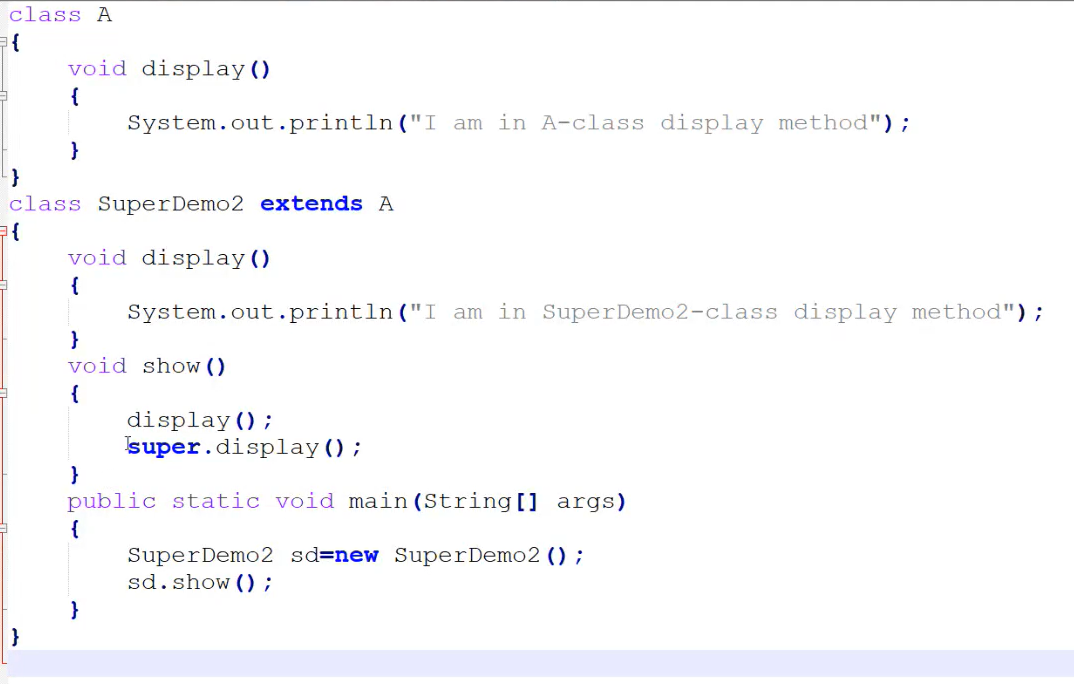 class A
{
    void display()
    {
        System.out.println("I am in A-class display method");
    }
}
class SuperDemo2 extends A
{
    void display()
    {
        System.out.println("I am in SuperDemo2-class display method");
    }
    void show()
    {
        display();
        super.display();
    }
    public static void main(String[] args)
    {
        SuperDemo2 sd=new SuperDemo2();
        sd.show();
    }
}